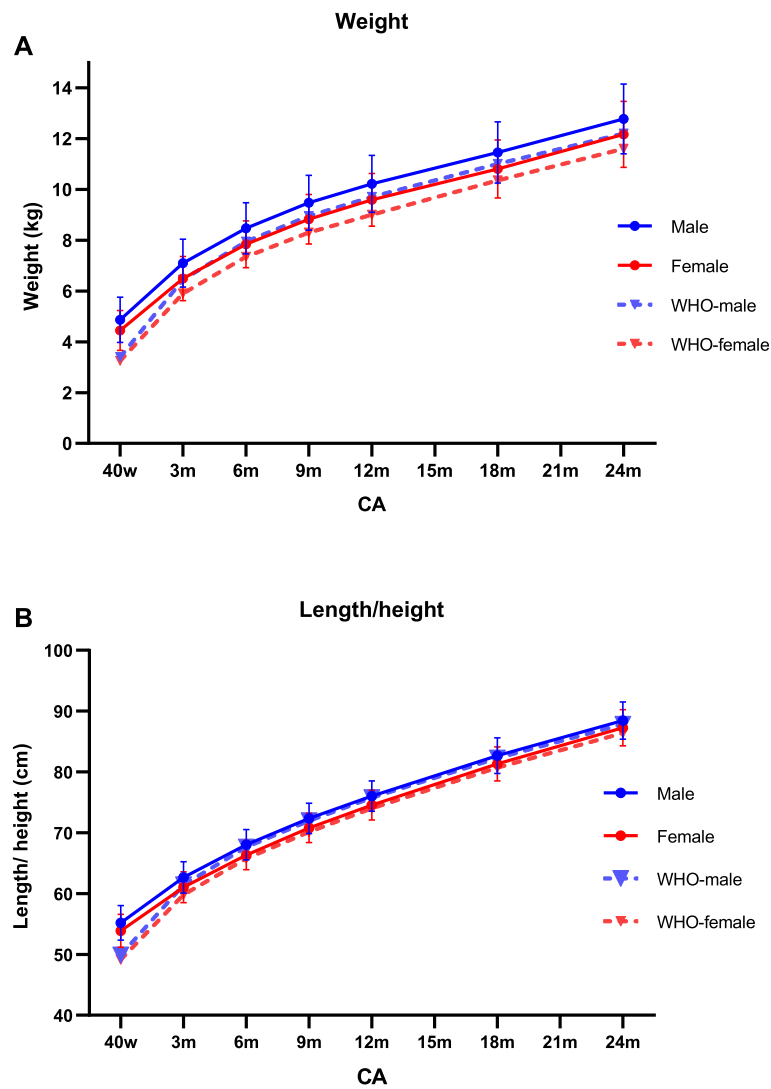 Weight
A
14
12
10
8
6
4
2
0
Weight (kg)
40w 3m 6m 9m 12m 15m 18m 21m 24m
CA
Male
Female
WHO-male
WHO-female
Length/height
B
100
90
80
70
60
50
40
Length/ height (cm)
40w 3m 6m 9m 12m 15m 18m 21m 24m
CA
Male
Female
WHO-male
WHO-female